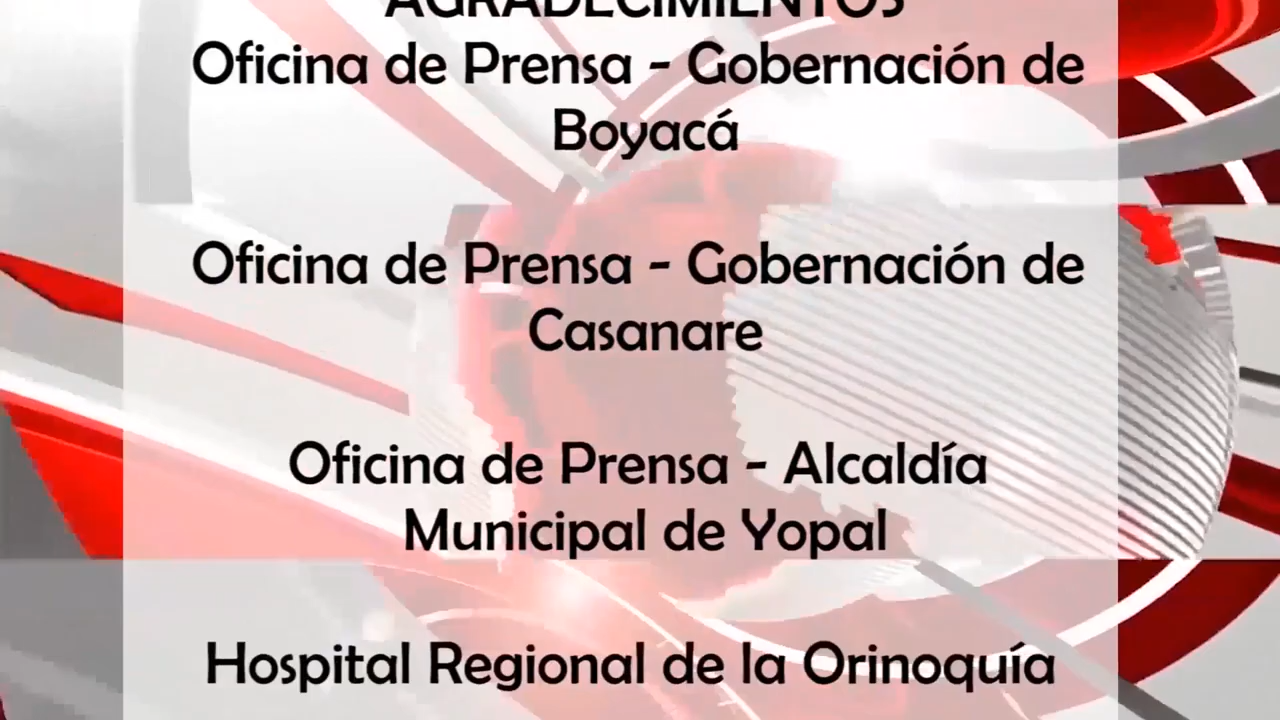 AGRADECIMIENTOS
Oficina de Prensa - Gobernación de
Boyacá
Oficina de Prensa - Gobernación de
Casanare
Oficina de Prensa - Alcaldía
Municipal de Yopal
Hospital Regional de la Orinoquía